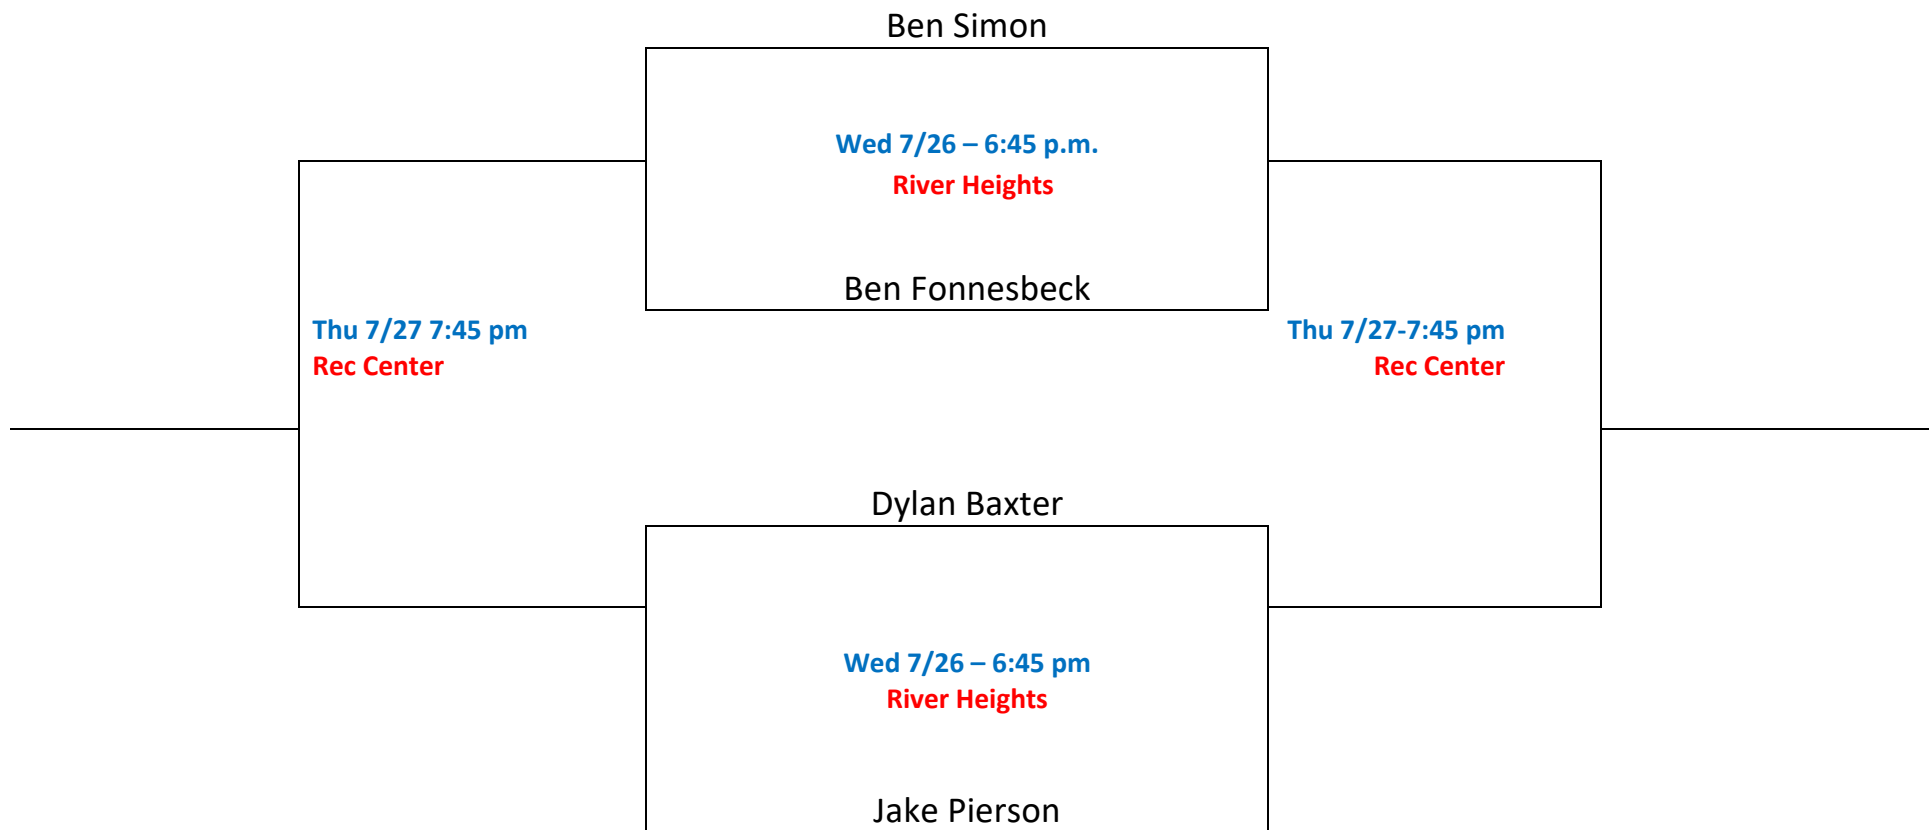 Ben Simon
Wed 7/26 – 6:45 p.m.
River Heights
Ben Fonnesbeck
Thu 7/27 7:45 pm
Rec Center
Thu 7/27-7:45 pm
Rec Center
Dylan Baxter
Wed 7/26 – 6:45 pm
River Heights
Jake Pierson